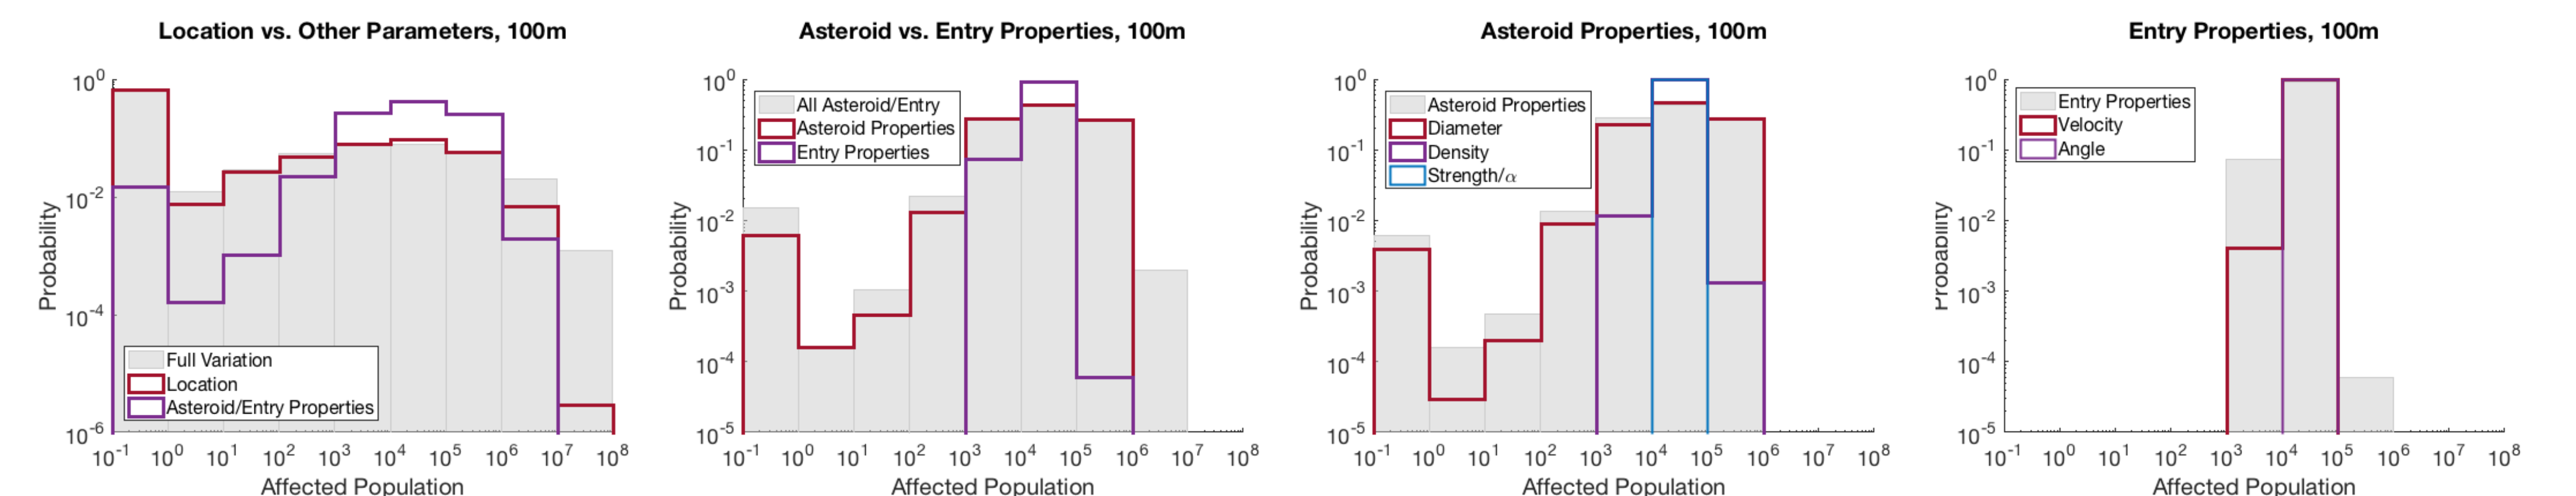 Location vs. Other Parameters, 100m
10^0
10^-2
10^-4
10^-6
Probability
Full Variation
Location
Asteroid/Entry Properties
10^-1 10^0 10^1 10^2 10^3 10^4 10^5 10^6 10^7 10^8
Affected Population
Asteroid vs. Entry Properties, 100m
10^0
10^-1
10^-2
10^-3
10^-4
10^-5
Probability
All Asteroid/Entry
Asteroid Properties
Entry Properties
10^-1 10^0 10^1 10^2 10^3 10^4 10^5 10^6 10^7 10^8
Affected Population
Asteroid Properties, 100m
10^0
10^-1
10^-2
10^-3
10^-4
10^-5
Probability
Asteroid Properties
Diameter
Density
Strength/α
10^-1 10^0 10^1 10^2 10^3 10^4 10^5 10^6 10^7 10^8
Affected Population
Entry Properties, 100m
10^0
10^-1
10^-2
10^-3
10^-4
10^-5
Probability
Entry Properties
Velocity
Angle
10^-1 10^0 10^1 10^2 10^3 10^4 10^5 10^6 10^7 10^8
Affected Population